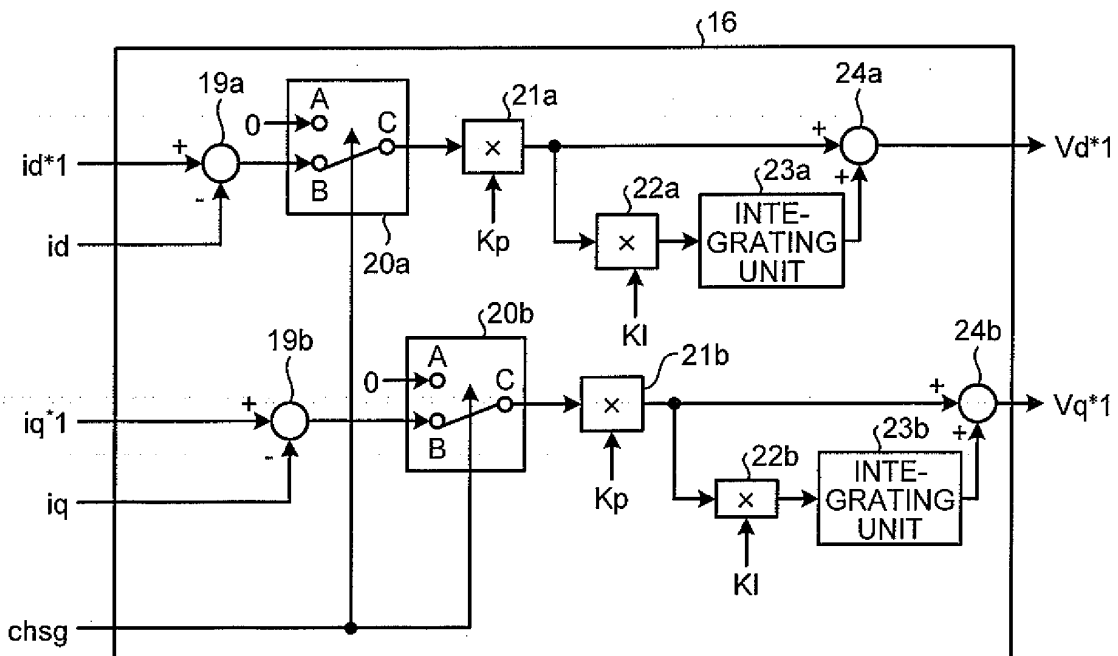 16
19a
A
0
C
B
20a
21a
×
Kp
22a
×
KI
23a
INTE-
GRATING
UNIT
24a
+
+
id*1
+
-
id
Vd*1
19b
20b
A
0
C
B
21b
×
Kp
22b
×
KI
23b
INTE-
GRATING
UNIT
24b
+
+
iq*1
+
-
iq
Vq*1
chsg